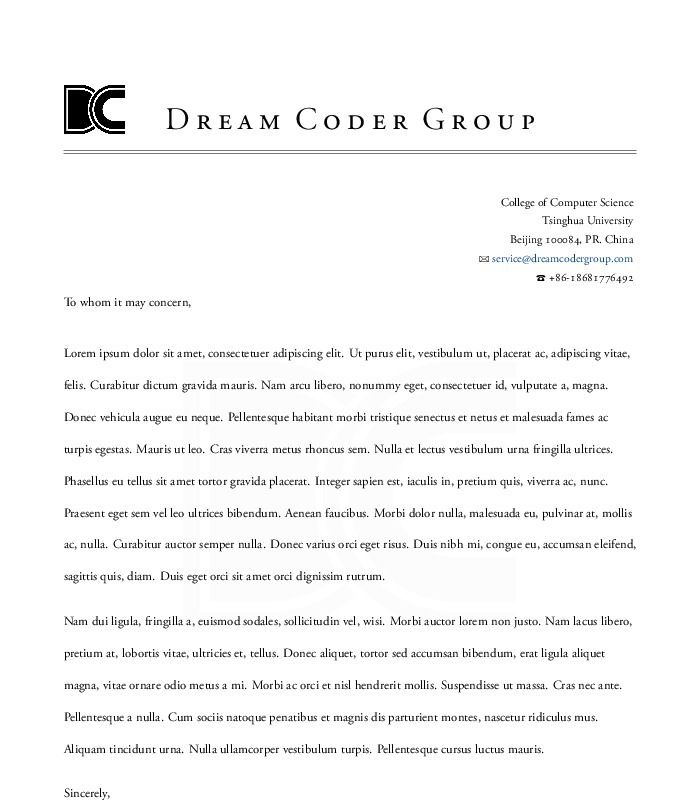 DC
Dream Coder Group
College of Computer Science
Tsinghua University
Beijing 100084, PR. China
✉ service@dreamcodergroup.com
☎ +86-18681776492
To whom it may concern,
Lorem ipsum dolor sit amet, consectetuer adipiscing elit. Ut purus elit, vestibulum ut, placerat ac, adipiscing vitae,
felis. Curabitur dictum gravida mauris. Nam arcu libero, nonummy eget, consectetuer id, vulputate a, magna.
Donec vehicula augue eu neque. Pellentesque habitant morbi tristique senectus et netus et malesuada fames ac
turpis egestas. Mauris ut leo. Cras viverra metus rhoncus sem. Nulla et lectus vestibulum urna fringilla ultrices.
Phasellus eu tellus sit amet tortor gravida placerat. Integer sapien est, iaculis in, pretium quis, viverra ac, nunc.
Praesent eget sem vel leo ultrices bibendum. Aenean faucibus. Morbi dolor nulla, malesuada eu, pulvinar at, mollis
ac, nulla. Curabitur auctor semper nulla. Donec varius orci eget risus. Duis nibh mi, congue eu, accumsan eleifend,
sagittis quis, diam. Duis eget orci sit amet orci dignissim rutrum.
Nam dui ligula, fringilla a, euismod sodales, sollicitudin vel, wisi. Morbi auctor lorem non justo. Nam lacus libero,
pretium at, lobortis vitae, ultricies et, tellus. Donec aliquet, tortor sed accumsan bibendum, erat ligula aliquet
magna, vitae ornare odio metus a mi. Morbi ac orci et nisl hendrerit mollis. Suspendisse ut massa. Cras nec ante.
Pellentesque a nulla. Cum sociis natoque penatibus et magnis dis parturient montes, nascetur ridiculus mus.
Aliquam tincidunt urna. Nulla ullamcorper vestibulum turpis. Pellentesque cursus luctus mauris.
Sincerely,